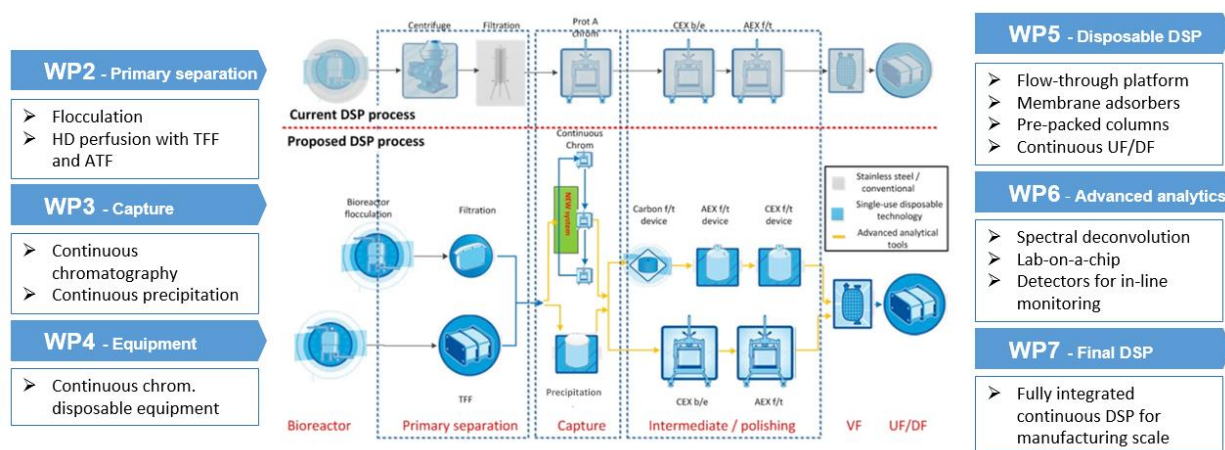 WP2 - Primary separation
➢ Flocculation
➢ HD perfusion with TFF
and ATF
WP3 - Capture
➢ Continuous
chromatography
➢ Continuous precipitation
WP4 - Equipment
➢ Continuous chrom.
disposable equipment
Centrifuge
Filtration
Prot A
chrom
CEX b/e
AEX f/t
Current DSP process
Proposed DSP process
Continuous
Chrom
NEW system
Bioreactor
flocculation
Filtration
Carbon f/t
device
AEX f/t
device
CEX f/t
device
Stainless steel /
conventional
Single-use disposable
technology
Advanced analytical
tools
TFF
Precipitation
CEX b/e
AEX f/t
Bioreactor
Primary separation
Capture
Intermediate / polishing
VF
UF/DF
WP5 - Disposable DSP
➢ Flow-through platform
➢ Membrane adsorbers
➢ Pre-packed columns
➢ Continuous UF/DF
WP6 - Advanced analytics
➢ Spectral deconvolution
➢ Lab-on-a-chip
➢ Detectors for in-line
monitoring
WP7 - Final DSP
➢ Fully integrated
continuous DSP for
manufacturing scale